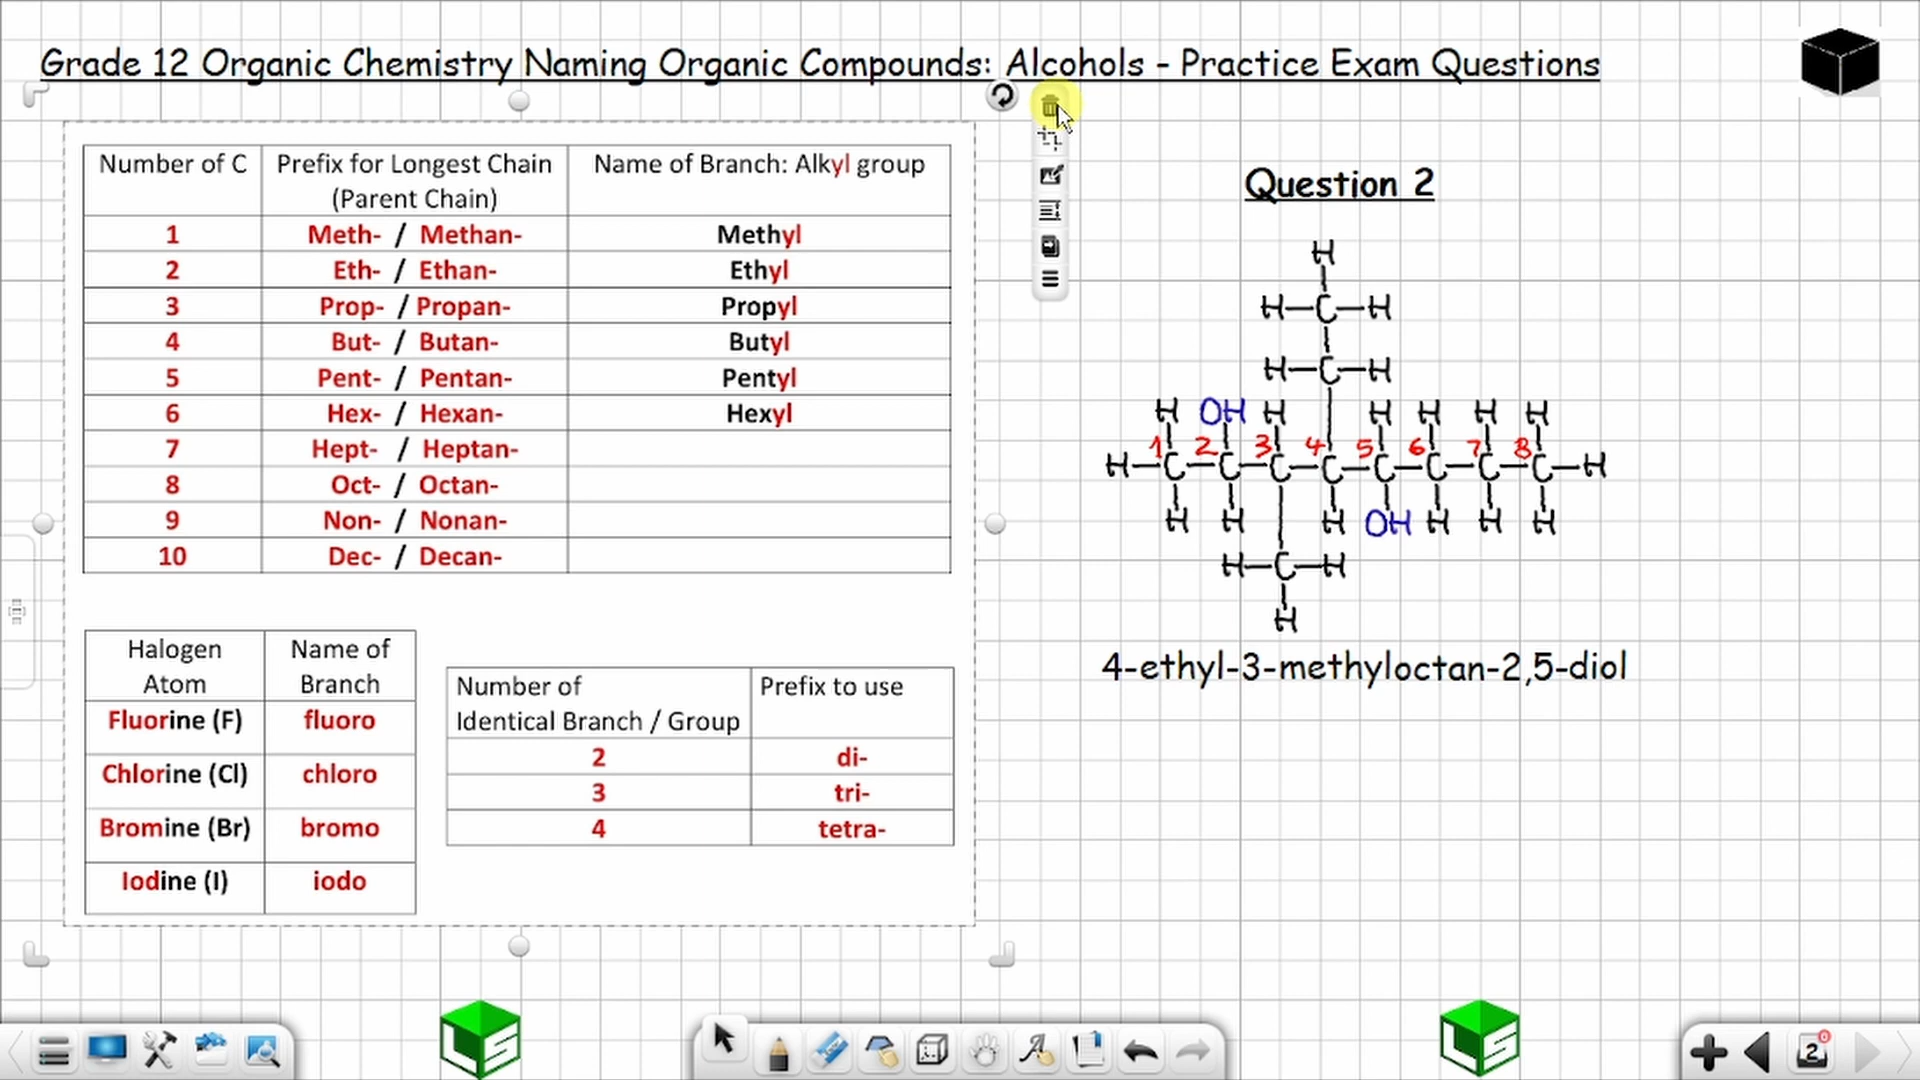 Grade 12 Organic Chemistry Naming Organic Compounds: Alcohols - Practice Exam Questions
Number of C Prefix for Longest Chain (Parent Chain) Name of Branch: Alkyl group
1 Meth- / Methan- Methyl
2 Eth- / Ethan- Ethyl
3 Prop- / Propan- Propyl
4 But- / Butan- Butyl
5 Pent- / Pentan- Pentyl
6 Hex- / Hexan- Hexyl
7 Hept- / Heptan-
8 Oct- / Octan-
9 Non- / Nonan-
10 Dec- / Decan-
Halogen Atom Name of Branch
Fluorine (F) fluoro
Chlorine (Cl) chloro
Bromine (Br) bromo
Iodine (I) iodo
Number of Identical Branch / Group Prefix to use
2 di-
3 tri-
4 tetra-
Question 2
H
H-C-H
H-C-H
H OH H H H H H
1 2 3 4 5 6 7 8
H-C-C-C-C-C-C-C-C-H
H H H OH H H H
H-C-H
H
4-ethyl-3-methyloctan-2,5-diol
LS
LS
2
0